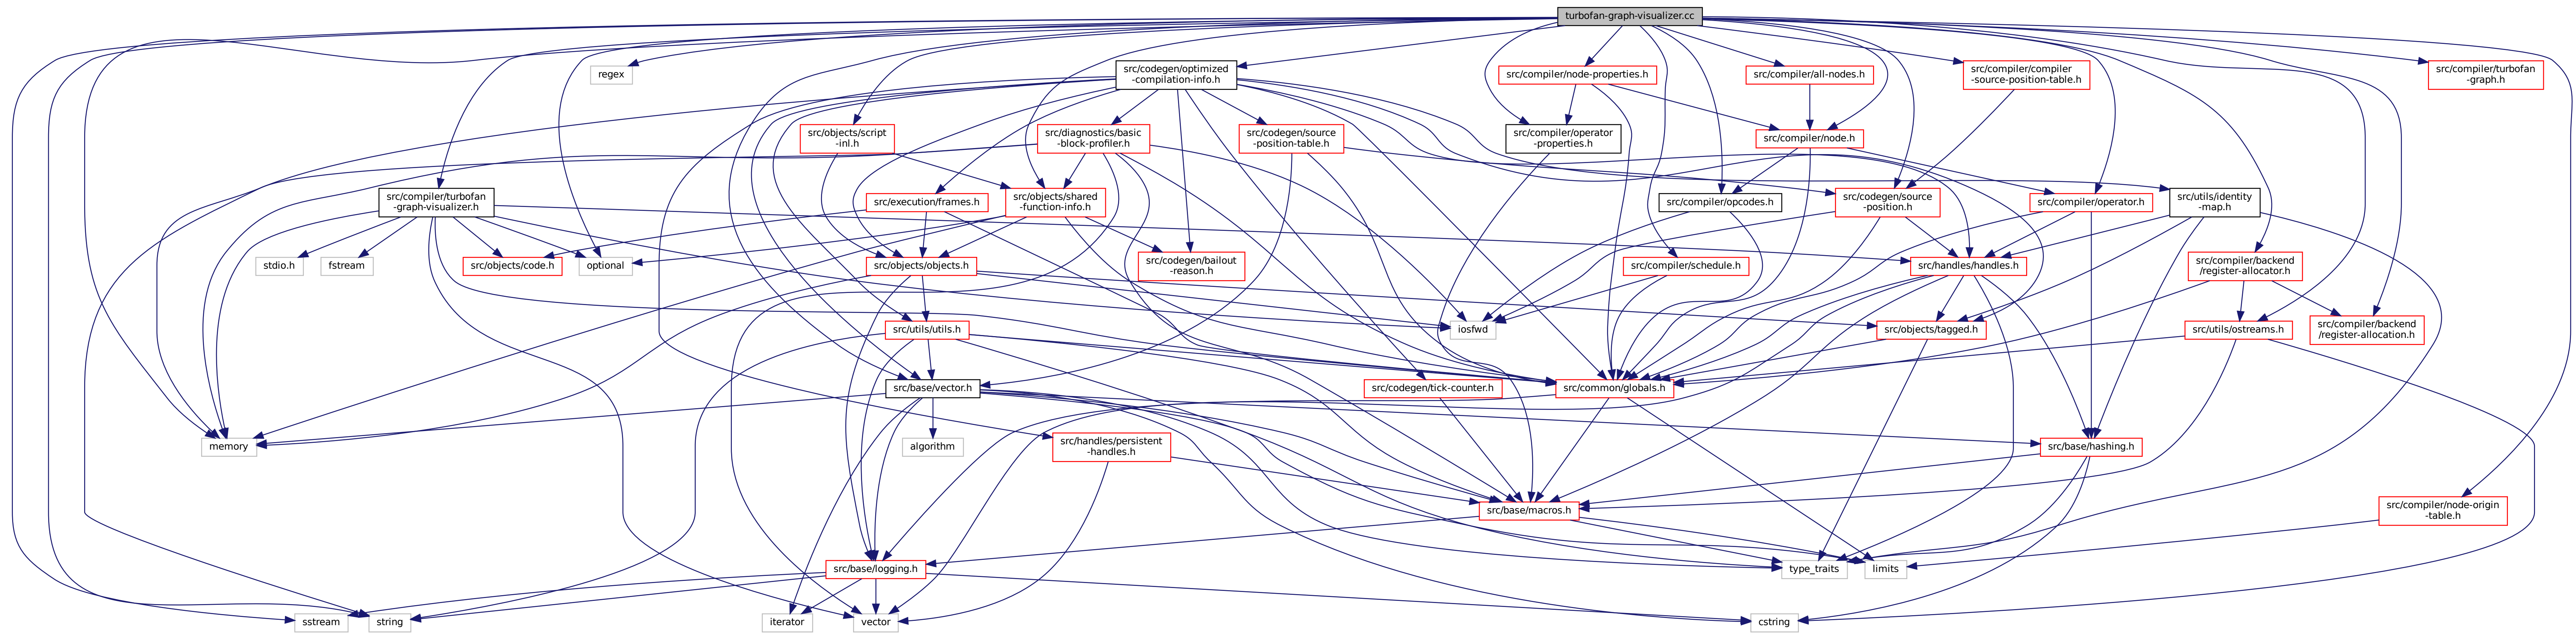 turbofan-graph-visualizer.cc
regex
src/codegen/optimized
-compilation-info.h
src/compiler/node-properties.h
src/compiler/all-nodes.h
src/compiler/compiler
-source-position-table.h
src/compiler/turbofan
-graph.h
src/objects/script
-inl.h
src/diagnostics/basic
-block-profiler.h
src/codegen/source
-position-table.h
src/compiler/operator
-properties.h
src/compiler/node.h
src/compiler/turbofan
-graph-visualizer.h
src/execution/frames.h
src/objects/shared
-function-info.h
src/compiler/opcodes.h
src/codegen/source
-position.h
src/compiler/operator.h
src/utils/identity
-map.h
stdio.h
fstream
src/objects/code.h
optional
src/objects/objects.h
src/codegen/bailout
-reason.h
src/compiler/schedule.h
src/handles/handles.h
src/compiler/backend
/register-allocator.h
src/utils/utils.h
iosfwd
src/objects/tagged.h
src/utils/ostreams.h
src/compiler/backend
/register-allocation.h
src/base/vector.h
src/codegen/tick-counter.h
src/common/globals.h
memory
algorithm
src/handles/persistent
-handles.h
src/base/hashing.h
src/base/macros.h
src/compiler/node-origin
-table.h
src/base/logging.h
type_traits
limits
sstream
string
iterator
vector
cstring